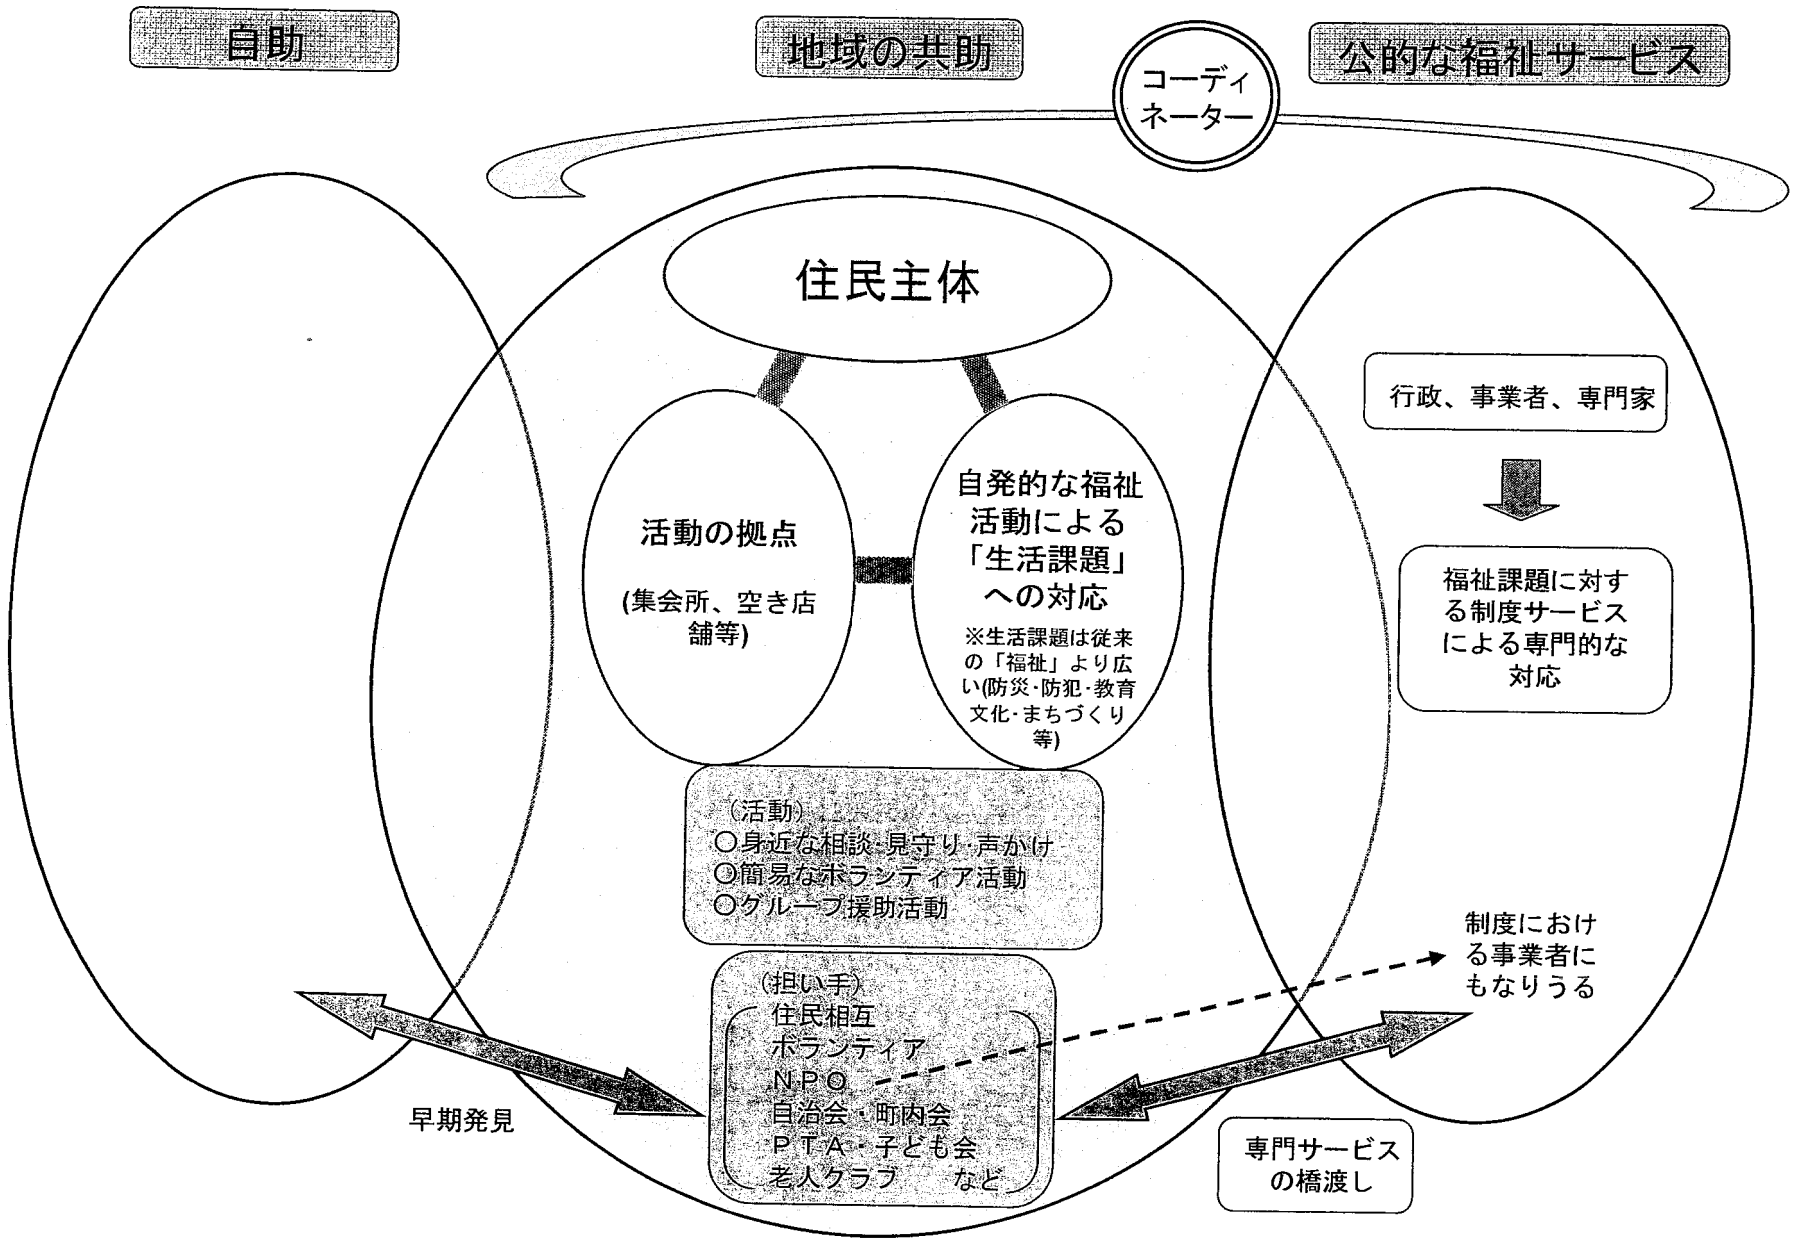 自助
地域の共助
公的な福祉サービス
コーディ
ネーター
住民主体
活動の拠点
(集会所、空き店
舗等)
自発的な福祉
活動による
「生活課題」
への対応
※生活課題は従来
の「福祉」より広
い(防災・防犯・教育
文化・まちづくり
等)
行政、事業者、専門家
福祉課題に対す
る制度サービス
による専門的な
対応
（活動）
○身近な相談・見守り・声かけ
○簡易なボランティア活動
○グループ援助活動
（担い手）
住民相互
ボランティア
ＮＰＯ
自治会・町内会
ＰＴＡ・子ども会
老人クラブ　　など
制度におけ
る事業者に
もなりうる
早期発見
専門サービス
の橋渡し